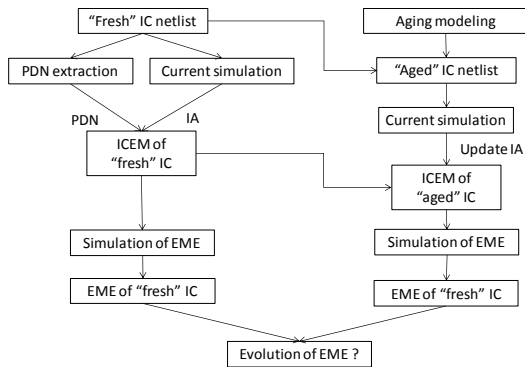 “Fresh” IC netlist
Aging modeling
PDN extraction
Current simulation
“Aged” IC netlist
PDN
IA
Current simulation
ICEM of
“fresh” IC
Update IA
ICEM of
“aged” IC
Simulation of EME
Simulation of EME
EME of “fresh” IC
EME of “fresh” IC
Evolution of EME ?